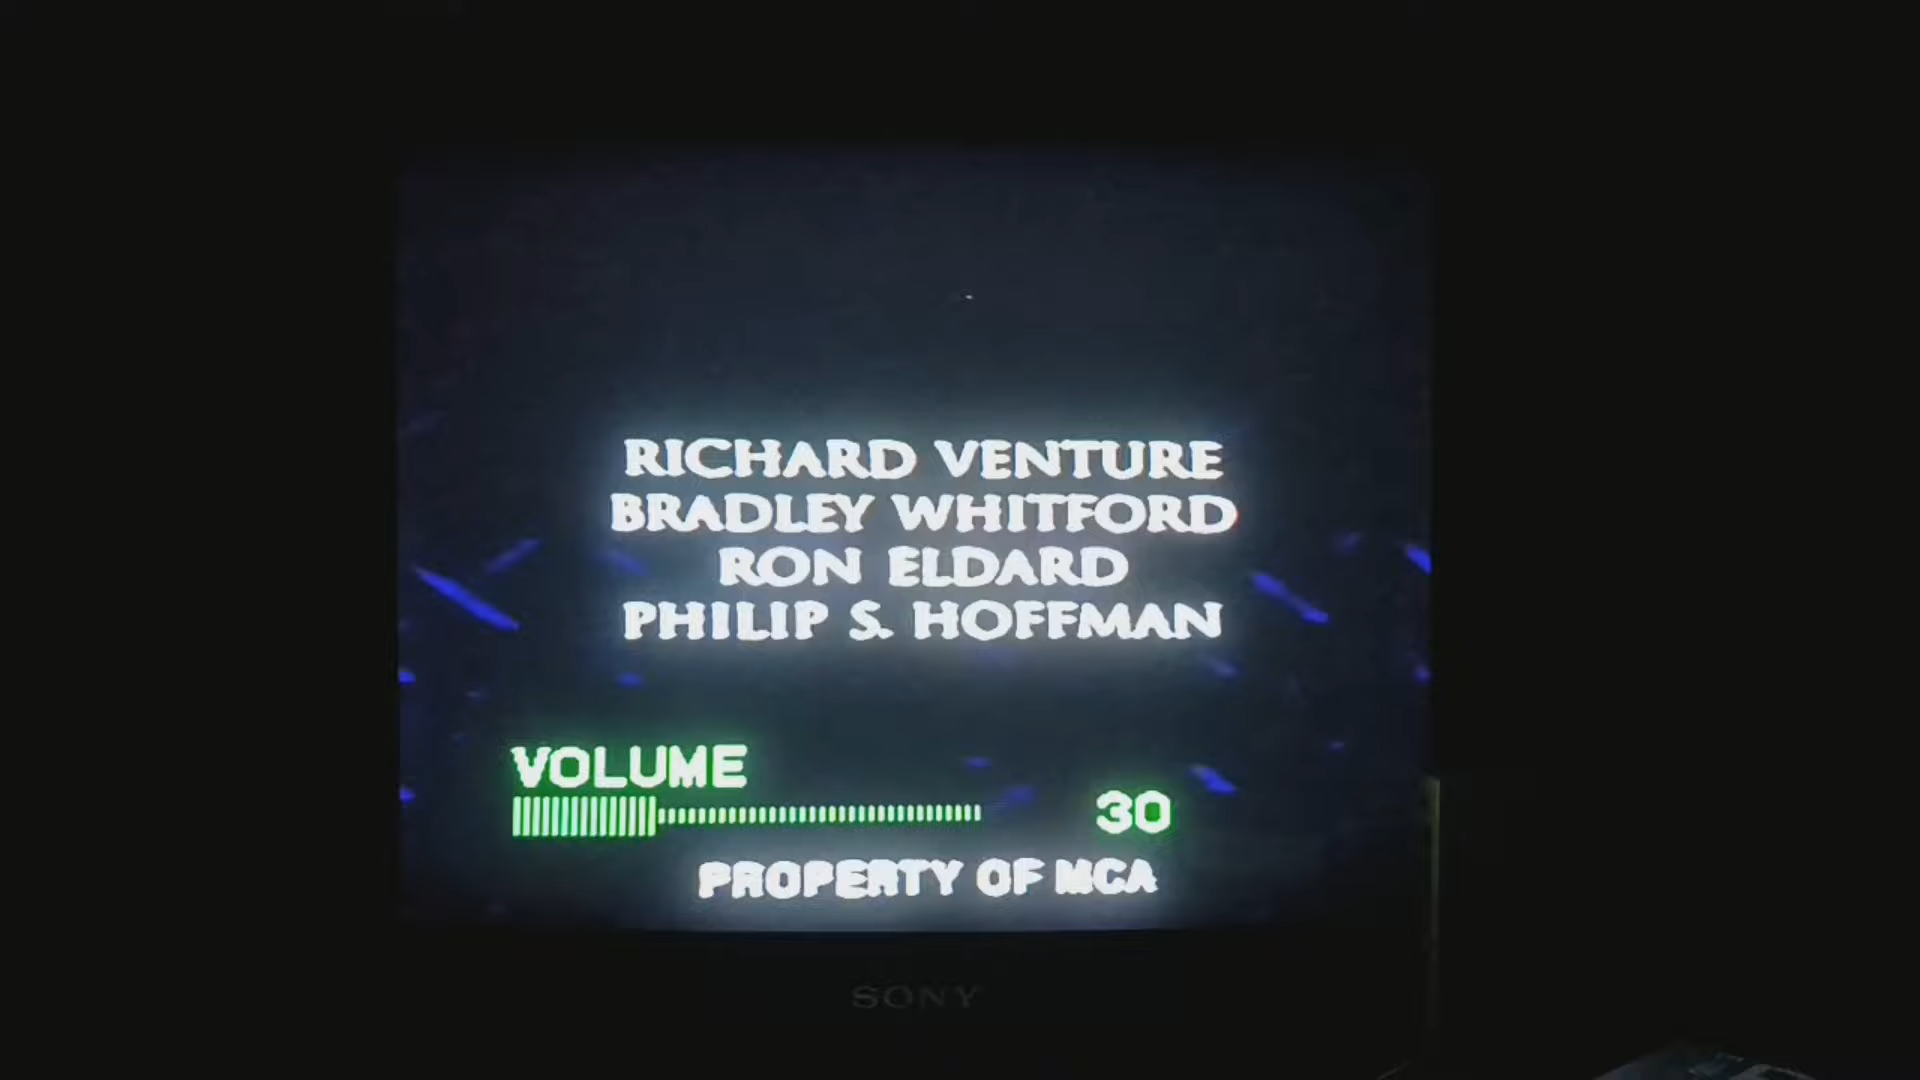 RICHARD VENTURE
BRADLEY WHITFORD
RON ELDARD
PHILIP S. HOFFMAN
VOLUME
30
PROPERTY OF MCA
SONY